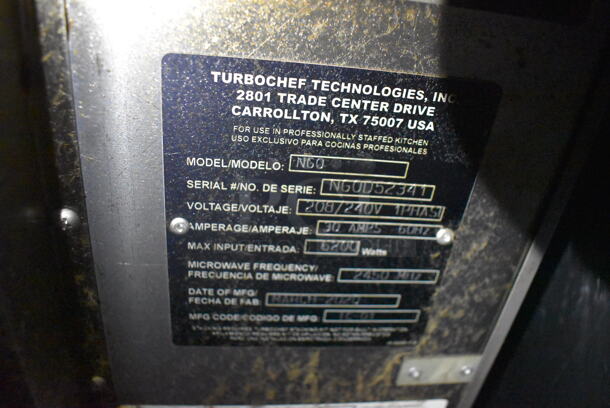 TURBOCHEF TECHNOLOGIES, INC
2801 TRADE CENTER DRIVE
CARROLLTON, TX 75007 USA
FOR USE IN PROFESSIONALLY STAFFED KITCHEN
USO EXCLUSIVO PARA COCINAS PROFESIONALES
MODEL/MODELO: NGO
SERIAL #/NO. DE SERIE: NGOD52341
VOLTAGE/VOLTAJE: 208/240V 1PHASE
AMPERAGE/AMPERAJE: 30 AMPS 60HZ
MAX INPUT/ENTRADA: 6200 Watts
MICROWAVE FREQUENCY/
FRECUENCIA DE MICROWAVE: 2450 MHZ
DATE OF MFG/
FECHA DE FAB: MARCH 2020
MFG CODE/CODIGO DE MFG: